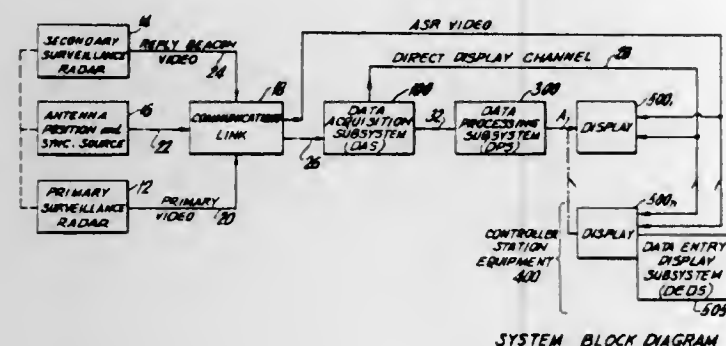 14
SECONDARY
SURVEILLANCE
RADAR
REPLY BEACON
VIDEO
24
ASR VIDEO
DIRECT DISPLAY CHANNEL
28
16
ANTENNA
POSITION and
SYNC. SOURCE
22
18
COMMUNICATION
LINK
26
100
DATA
ACQUISITION
SUBSYSTEM
(DAS)
32
300
DATA
PROCESSING
SUBSYSTEM
(DPS)
A
500₁
DISPLAY
12
PRIMARY
SURVEILLANCE
RADAR
PRIMARY
VIDEO
20
500ₙ
DISPLAY
CONTROLLER
STATION
EQUIPMENT
400
DATA ENTRY
DISPLAY
SUBSYSTEM
(DEDS)
505
SYSTEM BLOCK DIAGRAM